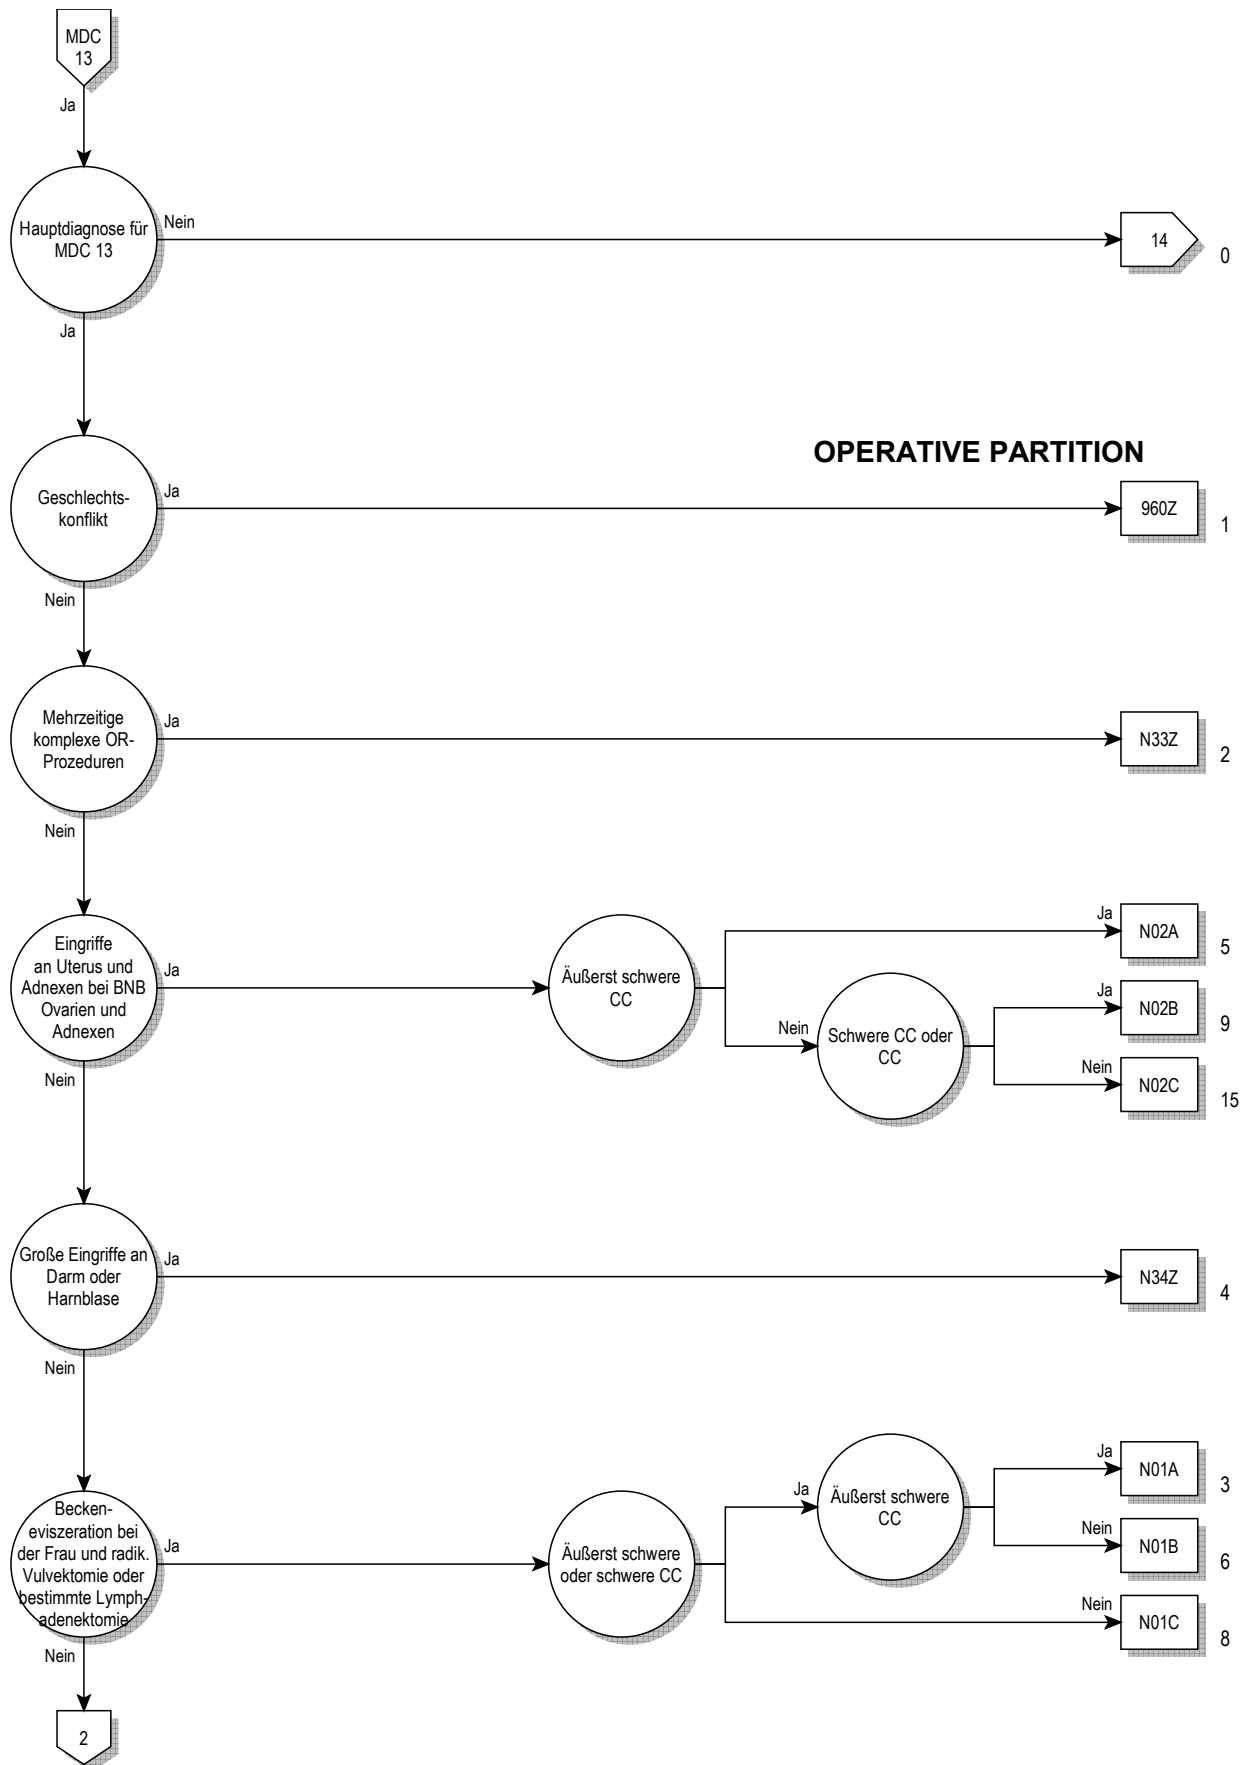 MDC
13
Ja
Hauptdiagnose für
MDC 13
Nein
14
0
Ja
OPERATIVE PARTITION
Geschlechts-
konflikt
Ja
960Z
1
Nein
Mehrzeitige
komplexe OR-
Prozeduren
Ja
N33Z
2
Nein
Eingriffe
an Uterus und
Adnexen bei BNB
Ovarien und
Adnexen
Ja
Äußerst schwere
CC
Ja
N02A
5
Nein
Schwere CC oder
CC
Ja
N02B
9
Nein
N02C
15
Nein
Große Eingriffe an
Darm oder
Harnblase
Ja
N34Z
4
Nein
Becken-
eviszeration bei
der Frau und radik.
Vulvektomie oder
bestimmte Lymph-
adenektomie
Ja
Äußerst schwere
oder schwere CC
Ja
Äußerst schwere
CC
Ja
N01A
3
Nein
N01B
6
Nein
N01C
8
Nein
2